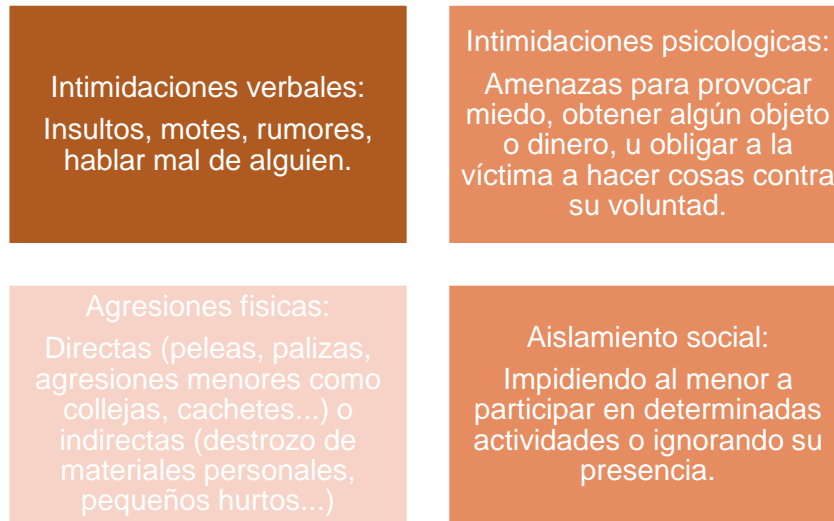 Intimidaciones verbales:
Insultos, motes, rumores,
hablar mal de alguien.
Intimidaciones psicologicas:
Amenazas para provocar
miedo, obtener algún objeto
o dinero, u obligar a la
víctima a hacer cosas contra
su voluntad.
Agresiones fisicas:
Directas (peleas, palizas,
agresiones menores como
collejas, cachetes...) o
indirectas (destrozo de
materiales personales,
pequeños hurtos...)
Aislamiento social:
Impidiendo al menor a
participar en determinadas
actividades o ignorando su
presencia.